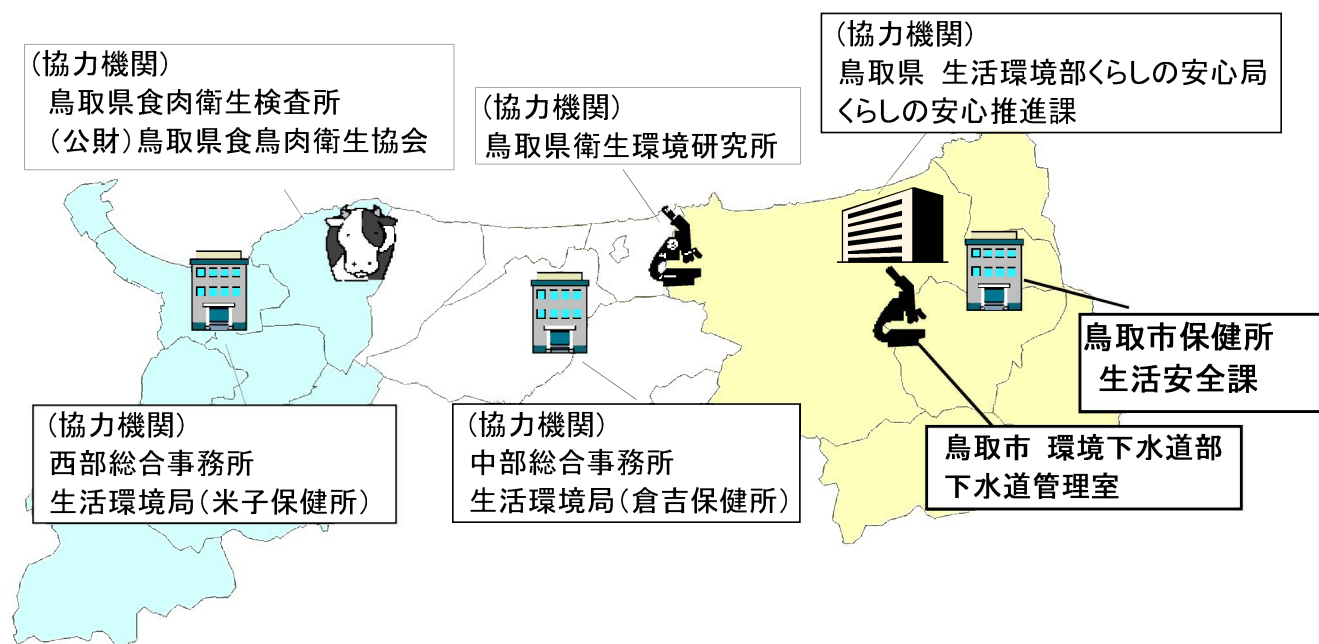 (協力機関)
鳥取県食肉衛生検査所
(公財)鳥取県食鳥肉衛生協会
(協力機関)
鳥取県衛生環境研究所
(協力機関)
鳥取県 生活環境部くらしの安心局
くらしの安心推進課
鳥取市保健所
生活安全課
(協力機関)
西部総合事務所
生活環境局(米子保健所)
(協力機関)
中部総合事務所
生活環境局(倉吉保健所)
鳥取市 環境下水道部
下水道管理室